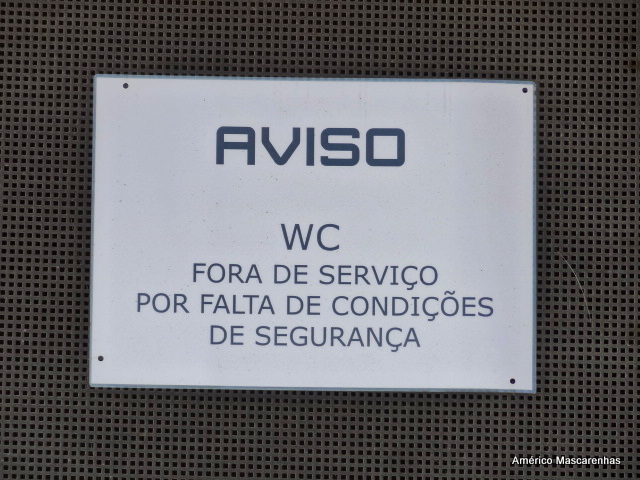 AVISO
WC
FORA DE SERVIÇO
POR FALTA DE CONDIÇÕES
DE SEGURANÇA
Américo Mascarenhas